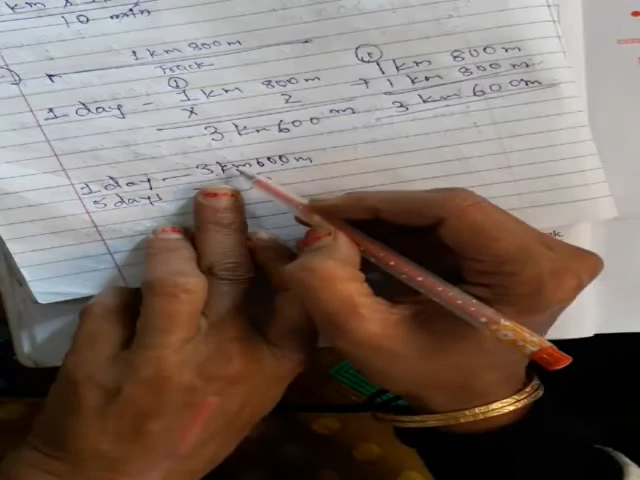 10 min
1 km 800 m
Track
1 day - 1 km 800 m
x 2
3 km 600 m
1 km 800 m
+ 1 km 800 m
3 km 600m
1 day - 3 km 600 m
5 days